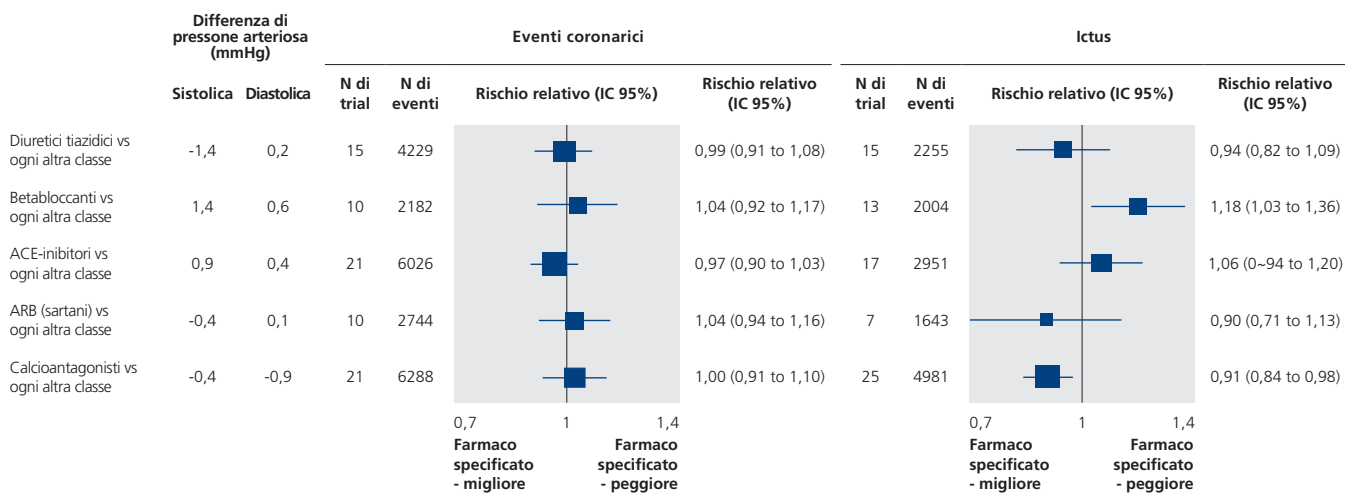 Differenza di
pressone arteriosa
(mmHg)
Eventi coronarici
Ictus
Sistolica Diastolica
N di
trial
N di
eventi
Rischio relativo (IC 95%)
Rischio relativo
(IC 95%)
N di
trial
N di
eventi
Rischio relativo (IC 95%)
Rischio relativo
(IC 95%)
Diuretici tiazidici vs
ogni altra classe
-1,4 0,2 15 4229 0,99 (0,91 to 1,08) 15 2255 0,94 (0,82 to 1,09)
Betabloccanti vs
ogni altra classe
1,4 0,6 10 2182 1,04 (0,92 to 1,17) 13 2004 1,18 (1,03 to 1,36)
ACE-inibitori vs
ogni altra classe
0,9 0,4 21 6026 0,97 (0,90 to 1,03) 17 2951 1,06 (0~94 to 1,20)
ARB (sartani) vs
ogni altra classe
-0,4 0,1 10 2744 1,04 (0,94 to 1,16) 7 1643 0,90 (0,71 to 1,13)
Calcioantagonisti vs
ogni altra classe
-0,4 -0,9 21 6288 1,00 (0,91 to 1,10) 25 4981 0,91 (0,84 to 0,98)
0,7 1 1,4
Farmaco
specificato
- migliore
Farmaco
specificato
- peggiore
0,7 1 1,4
Farmaco
specificato
- migliore
Farmaco
specificato
- peggiore